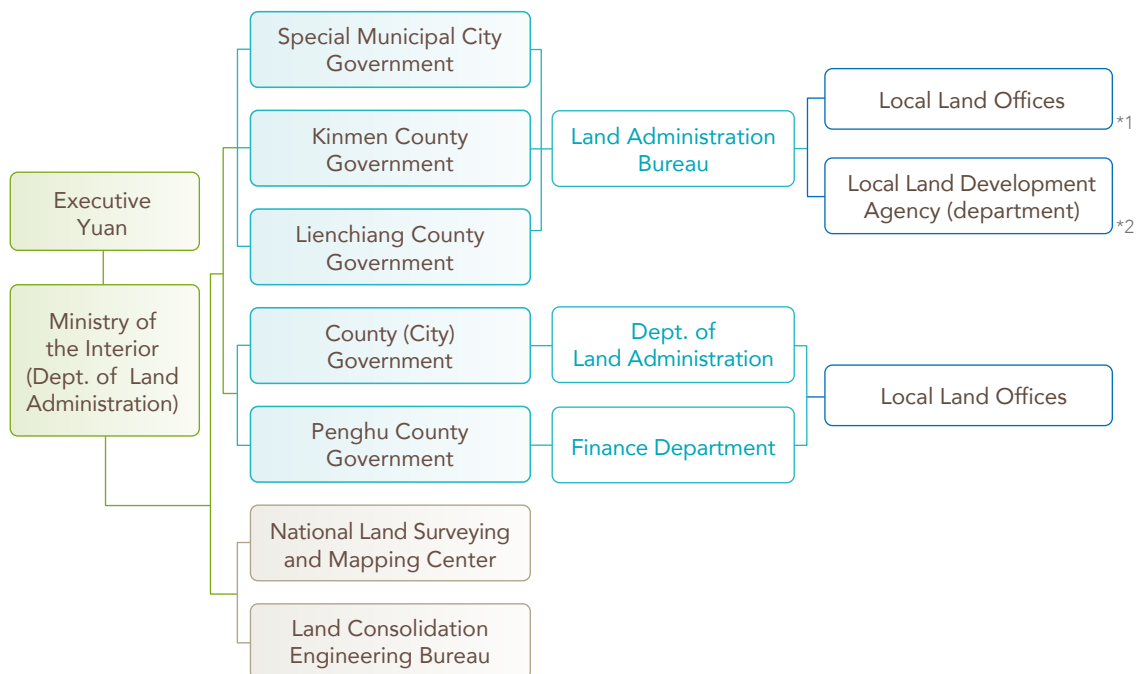 Executive
Yuan
Ministry of
the Interior
(Dept. of Land
Administration)
Special Municipal City
Government
Kinmen County
Government
Lienchiang County
Government
County (City)
Government
Penghu County
Government
National Land Surveying
and Mapping Center
Land Consolidation
Engineering Bureau
Land Administration
Bureau
Dept. of
Land Administration
Finance Department
Local Land Offices
*1
Local Land Development
Agency (department)
*2
Local Land Offices